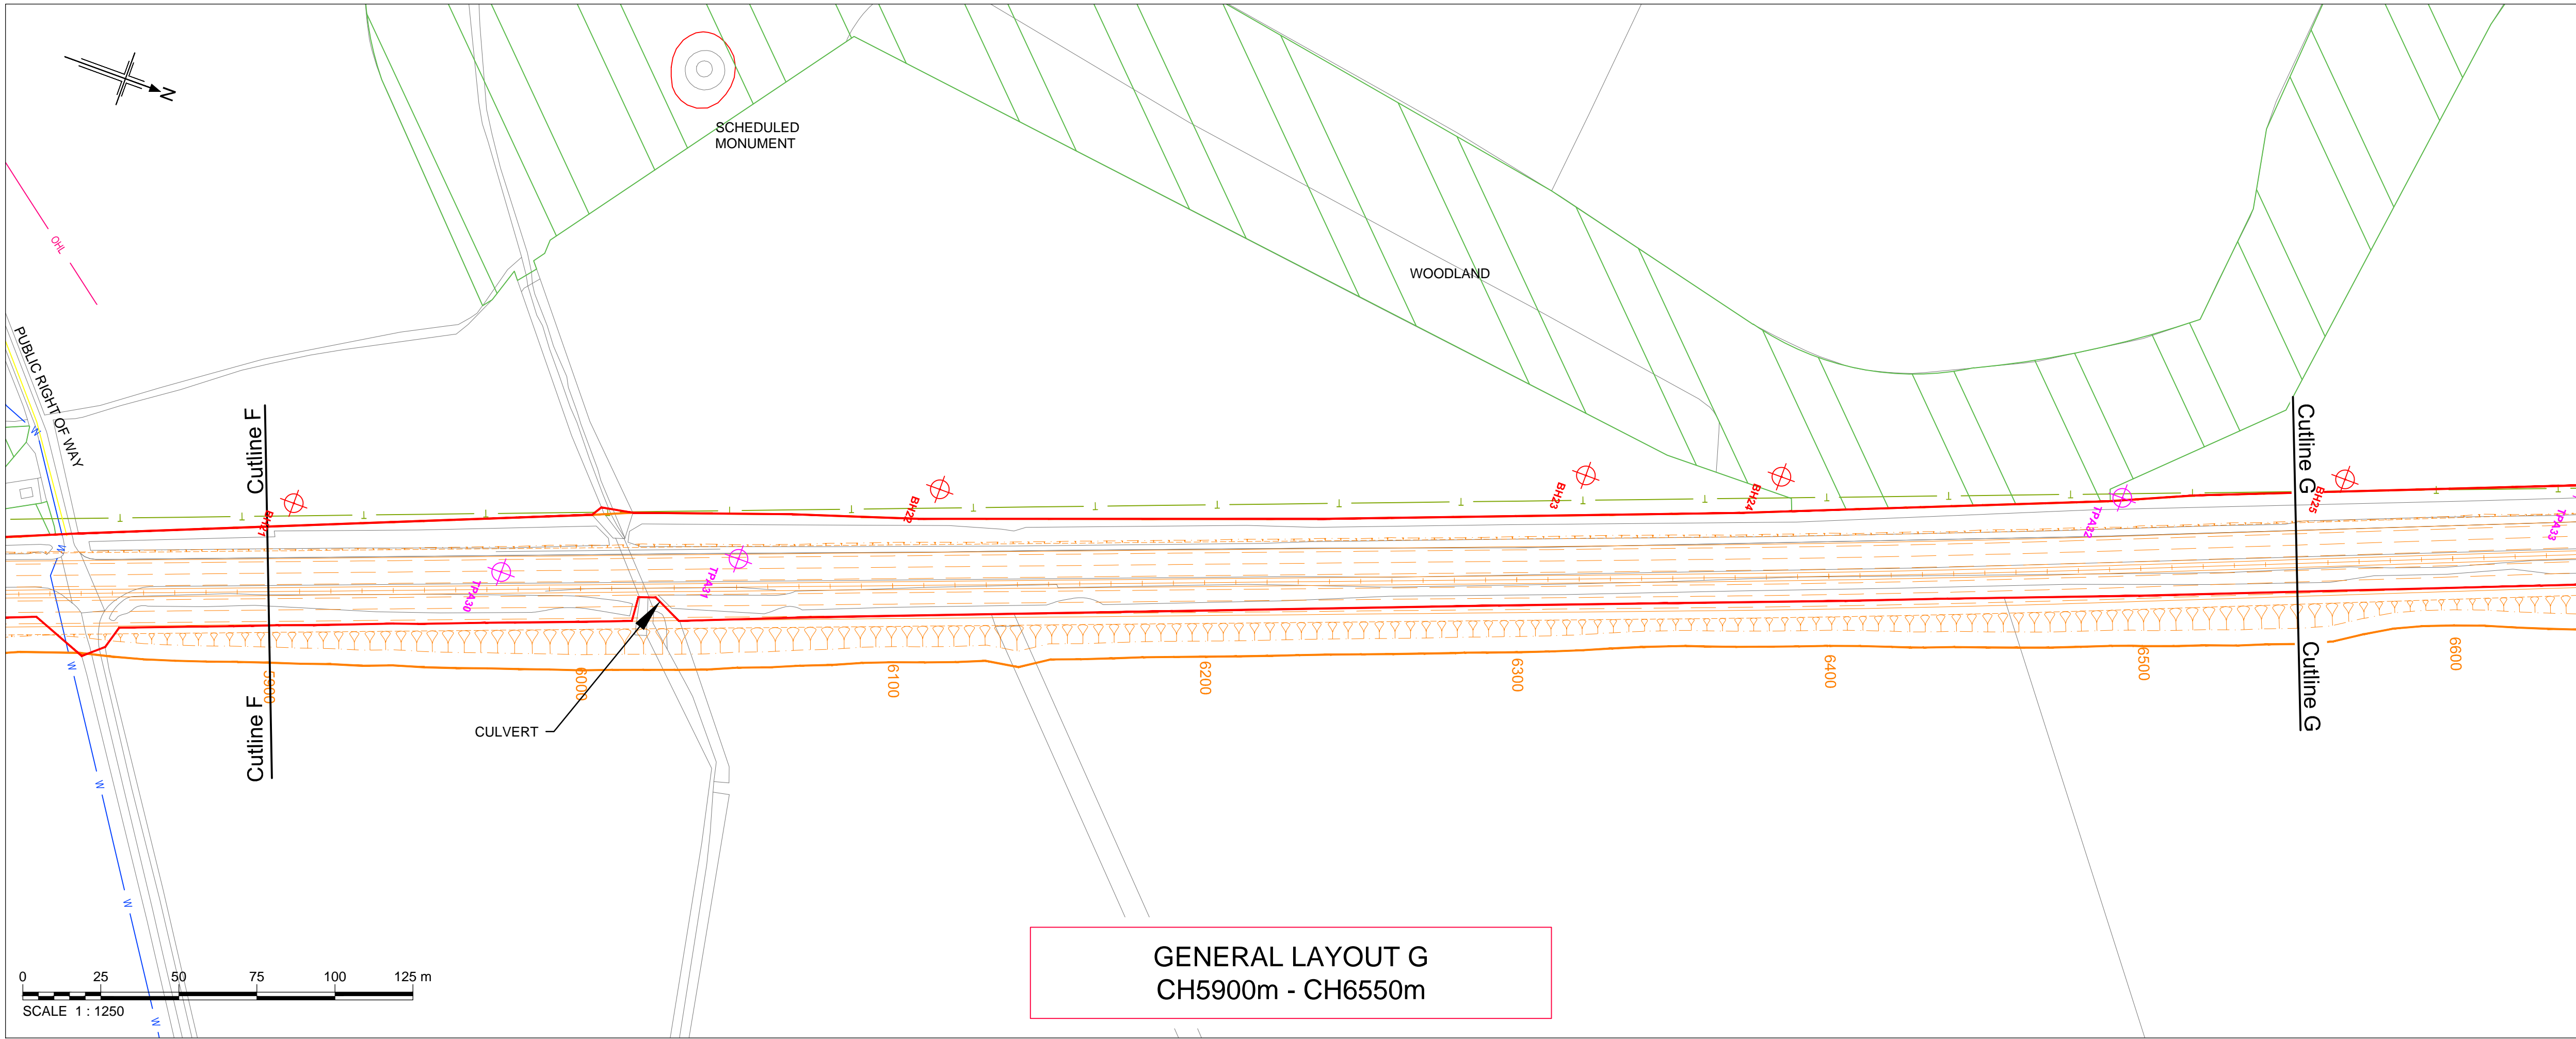 N
SCHEDULED
MONUMENT
OHL
WOODLAND
PUBLIC RIGHT OF WAY
W
Cutline F
Cutline G
BH21
BH22
BH23
BH24
BH25
TPA30
TPA31
TPA32
TPA33
W
W
5900
6000
6100
6200
6300
6400
6500
6600
Cutline F
Cutline G
CULVERT
W
W
W
GENERAL LAYOUT G
CH5900m - CH6550m
0 25 50 75 100 125 m
SCALE 1 : 1250